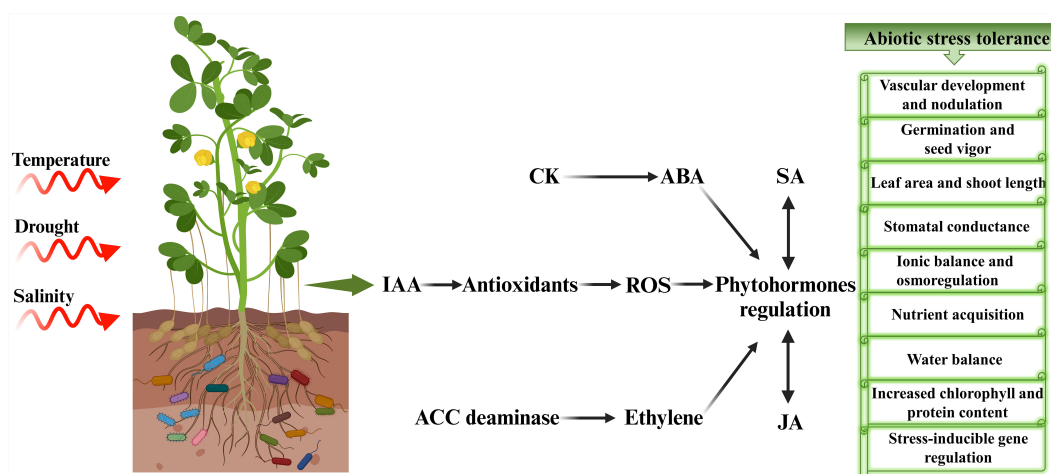 Temperature
Drought
Salinity
CK
ABA
SA
IAA
Antioxidants
ROS
Phytohormones
regulation
ACC deaminase
Ethylene
JA
Abiotic stress tolerance
Vascular development
and nodulation
Germination and
seed vigor
Leaf area and shoot length
Stomatal conductance
Ionic balance and
osmoregulation
Nutrient acquisition
Water balance
Increased chlorophyll and
protein content
Stress-inducible gene
regulation